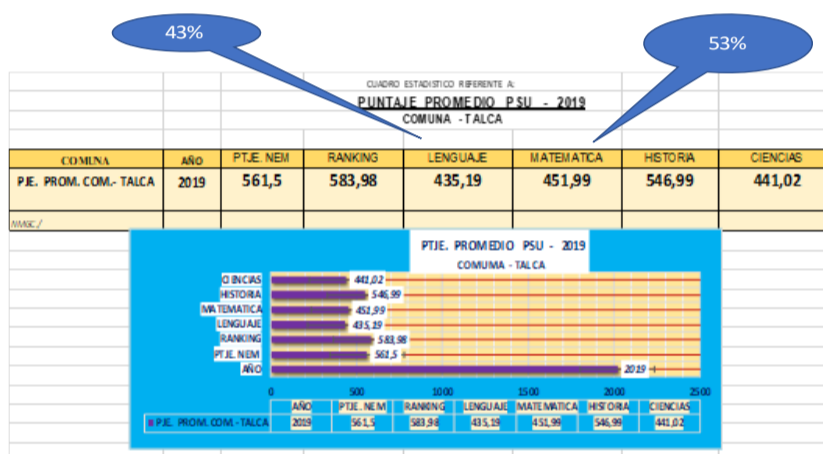 43%
53%
CUADRO ESTADISTICO REFERENTE A:
PUNTAJE PROMEDIO PSU - 2019
COMUNA - TALCA
COMUNA AÑO PTJE. NEM RANKING LENGUAJE MATEMATICA HISTORIA CIENCIAS
PJE. PROM. COM.- TALCA 2019 561,5 583,98 435,19 451,99 546,99 441,02
NMGC./
PTJE. PROMEDIO PSU - 2019
COMUMA - TALCA
CIENCIAS 441,02
HISTORIA 546,99
MATEMATICA 451,99
LENGUAJE 435,19
RANKING 583,98
PTJE. NEM 561,5
AÑO 2019
0 500 1000 1500 2000 2500
AÑO PTJE. NEM RANKING LENGUAJE MATEMATICA HISTORIA CIENCIAS
PJE. PROM. COM.- TALCA 2019 561,5 583,98 435,19 451,99 546,99 441,02